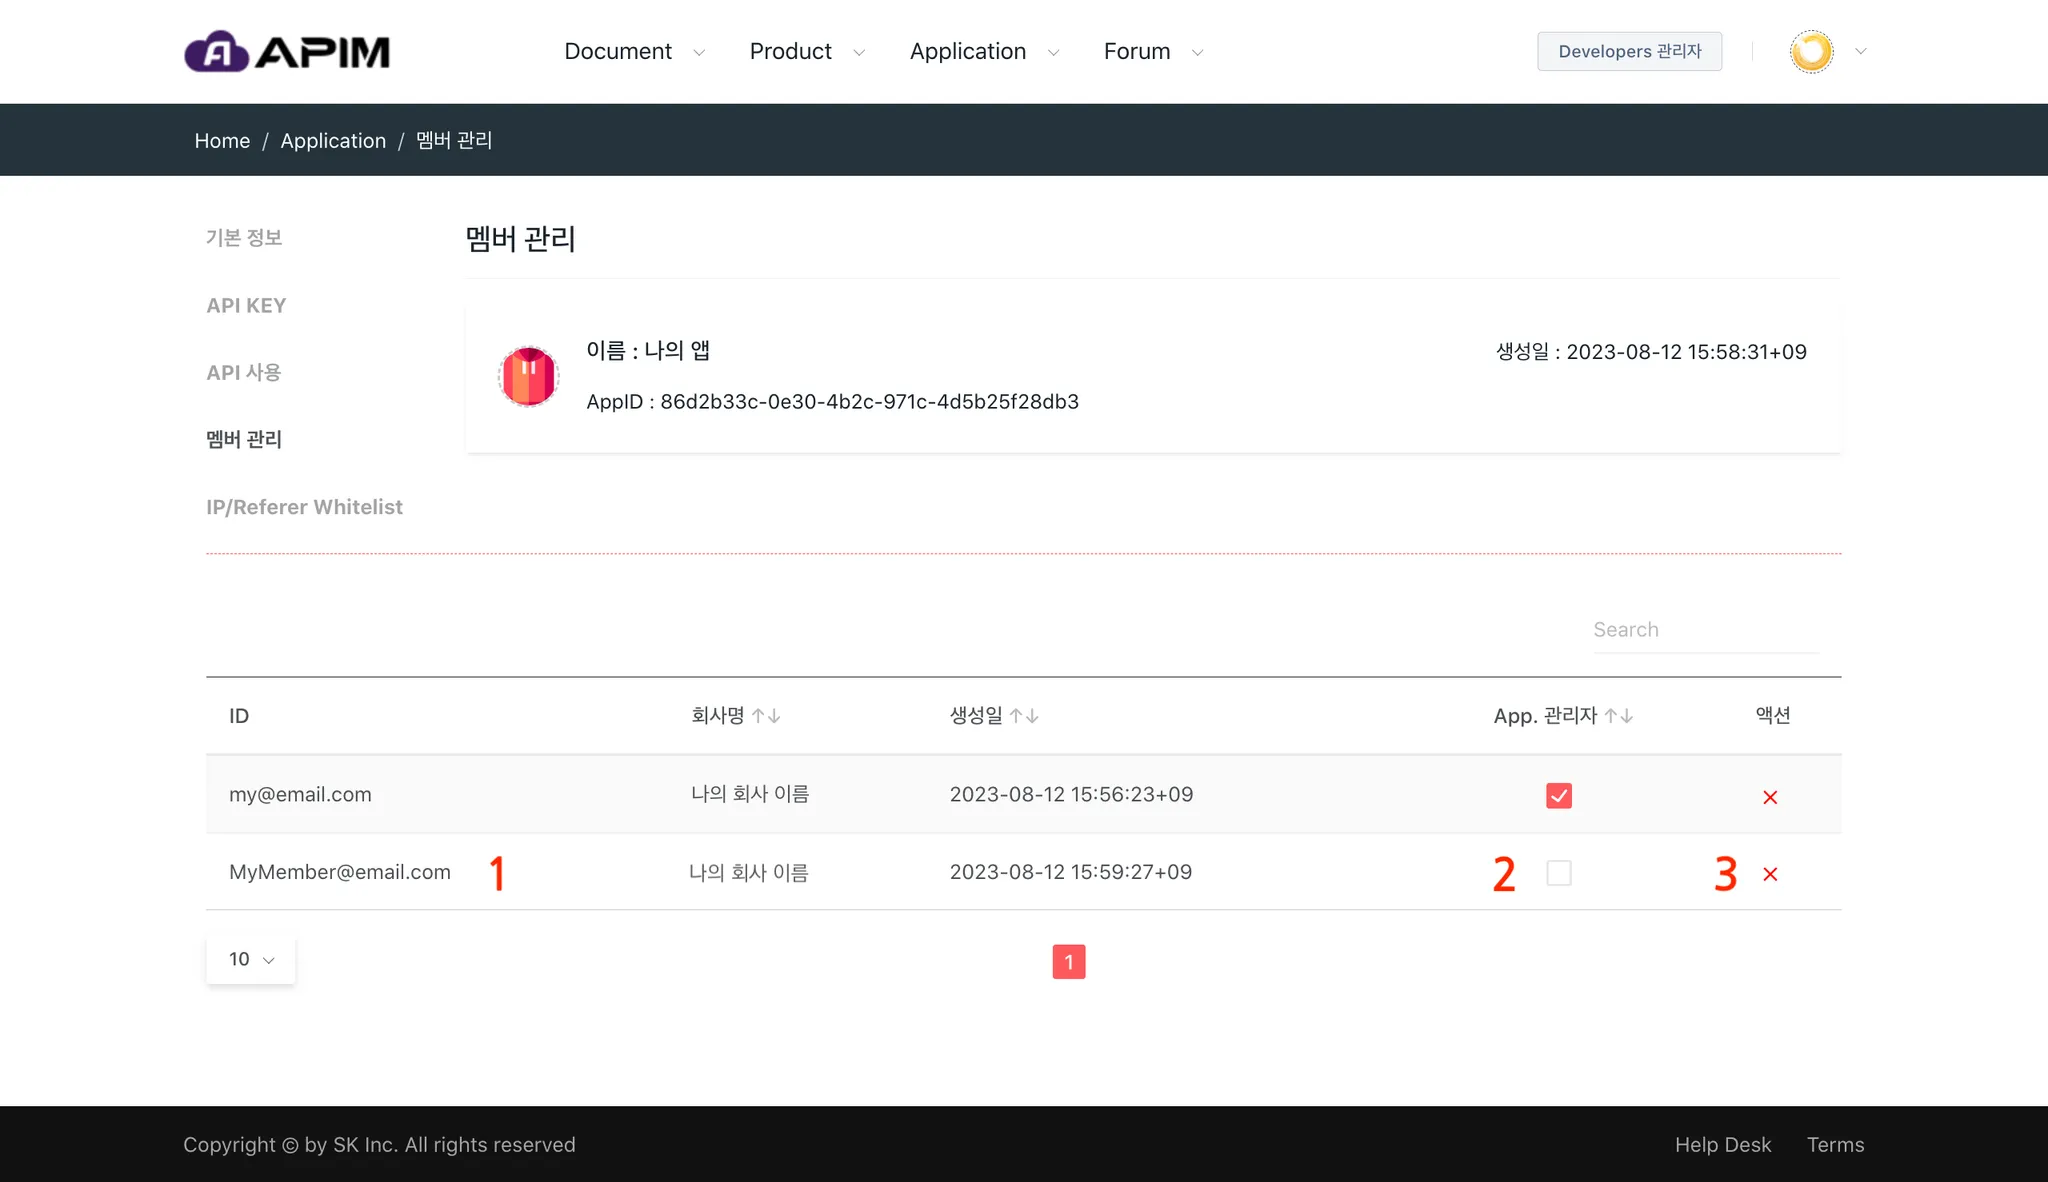 APIM
Document Product Application Forum Developers 관리자
Home / Application / 멤버 관리
기본 정보
API KEY
API 사용
멤버 관리
IP/Referer Whitelist
멤버 관리
이름 : 나의 앱
생성일 : 2023-08-12 15:58:31+09
AppID : 86d2b33c-0e30-4b2c-971c-4d5b25f28db3
Search
ID 회사명 ↑↓ 생성일 ↑↓ App. 관리자 ↑↓ 액션
my@email.com 나의 회사 이름 2023-08-12 15:56:23+09
MyMember@email.com 1 나의 회사 이름 2023-08-12 15:59:27+09 2 3
10
1
Copyright © by SK Inc. All rights reserved
Help Desk Terms